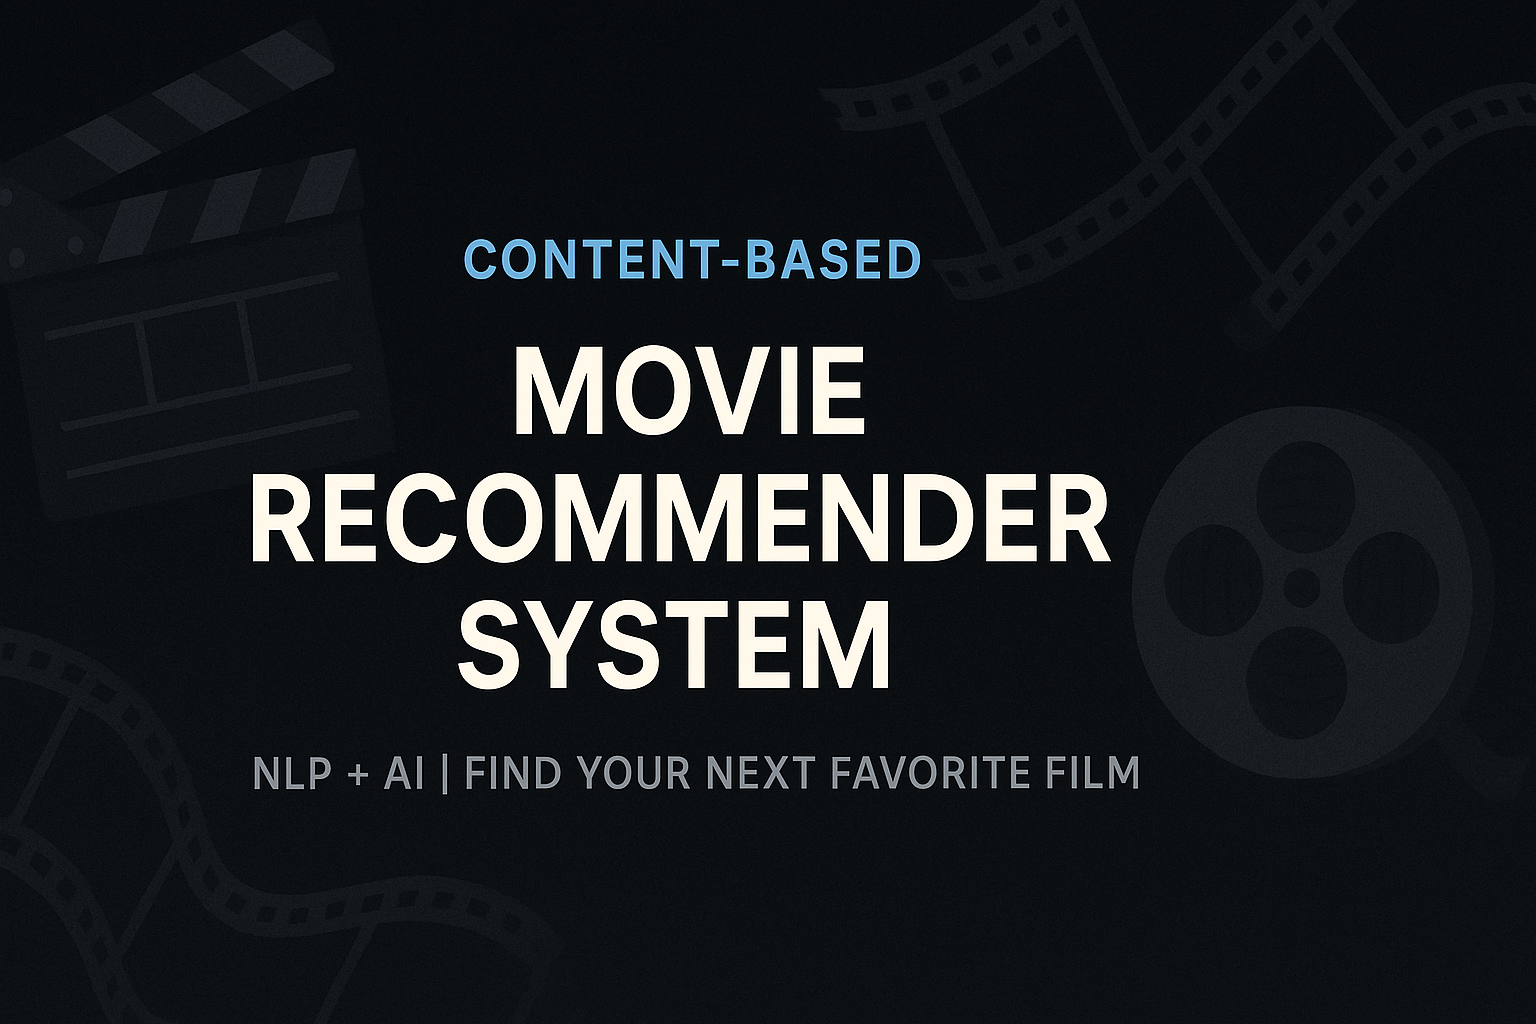 CONTENT-BASED
MOVIE
RECOMMENDER
SYSTEM
NLP + AI | FIND YOUR NEXT FAVORITE FILM